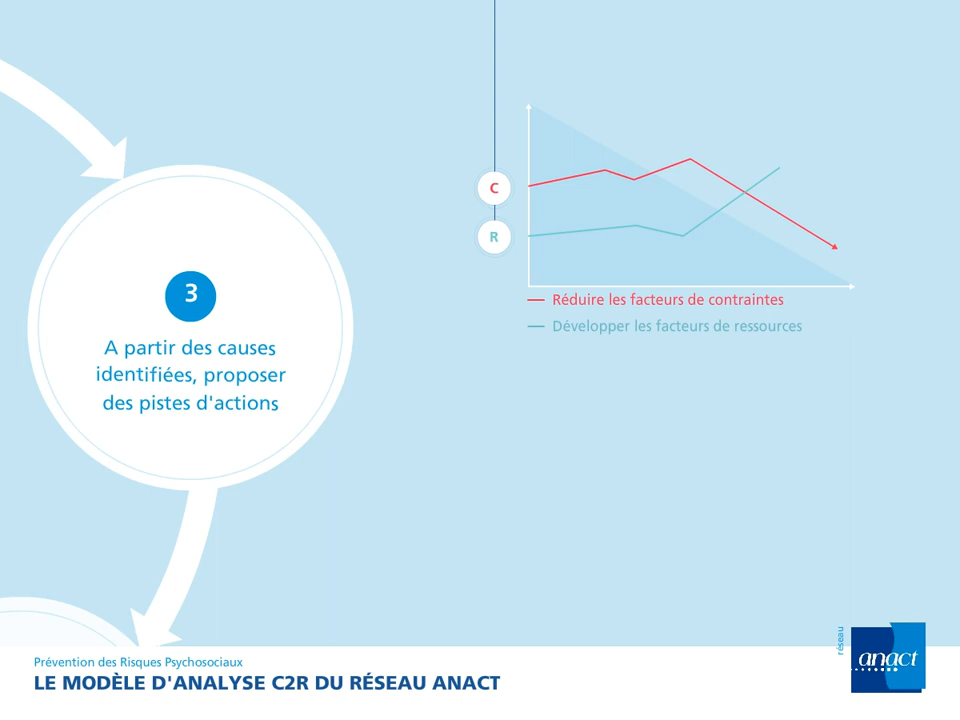 C
R
Réduire les facteurs de contraintes
Développer les facteurs de ressources
3
A partir des causes
identifiées, proposer
des pistes d'actions
Prévention des Risques Psychosociaux
LE MODÈLE D'ANALYSE C2R DU RÉSEAU ANACT
réseau
anact